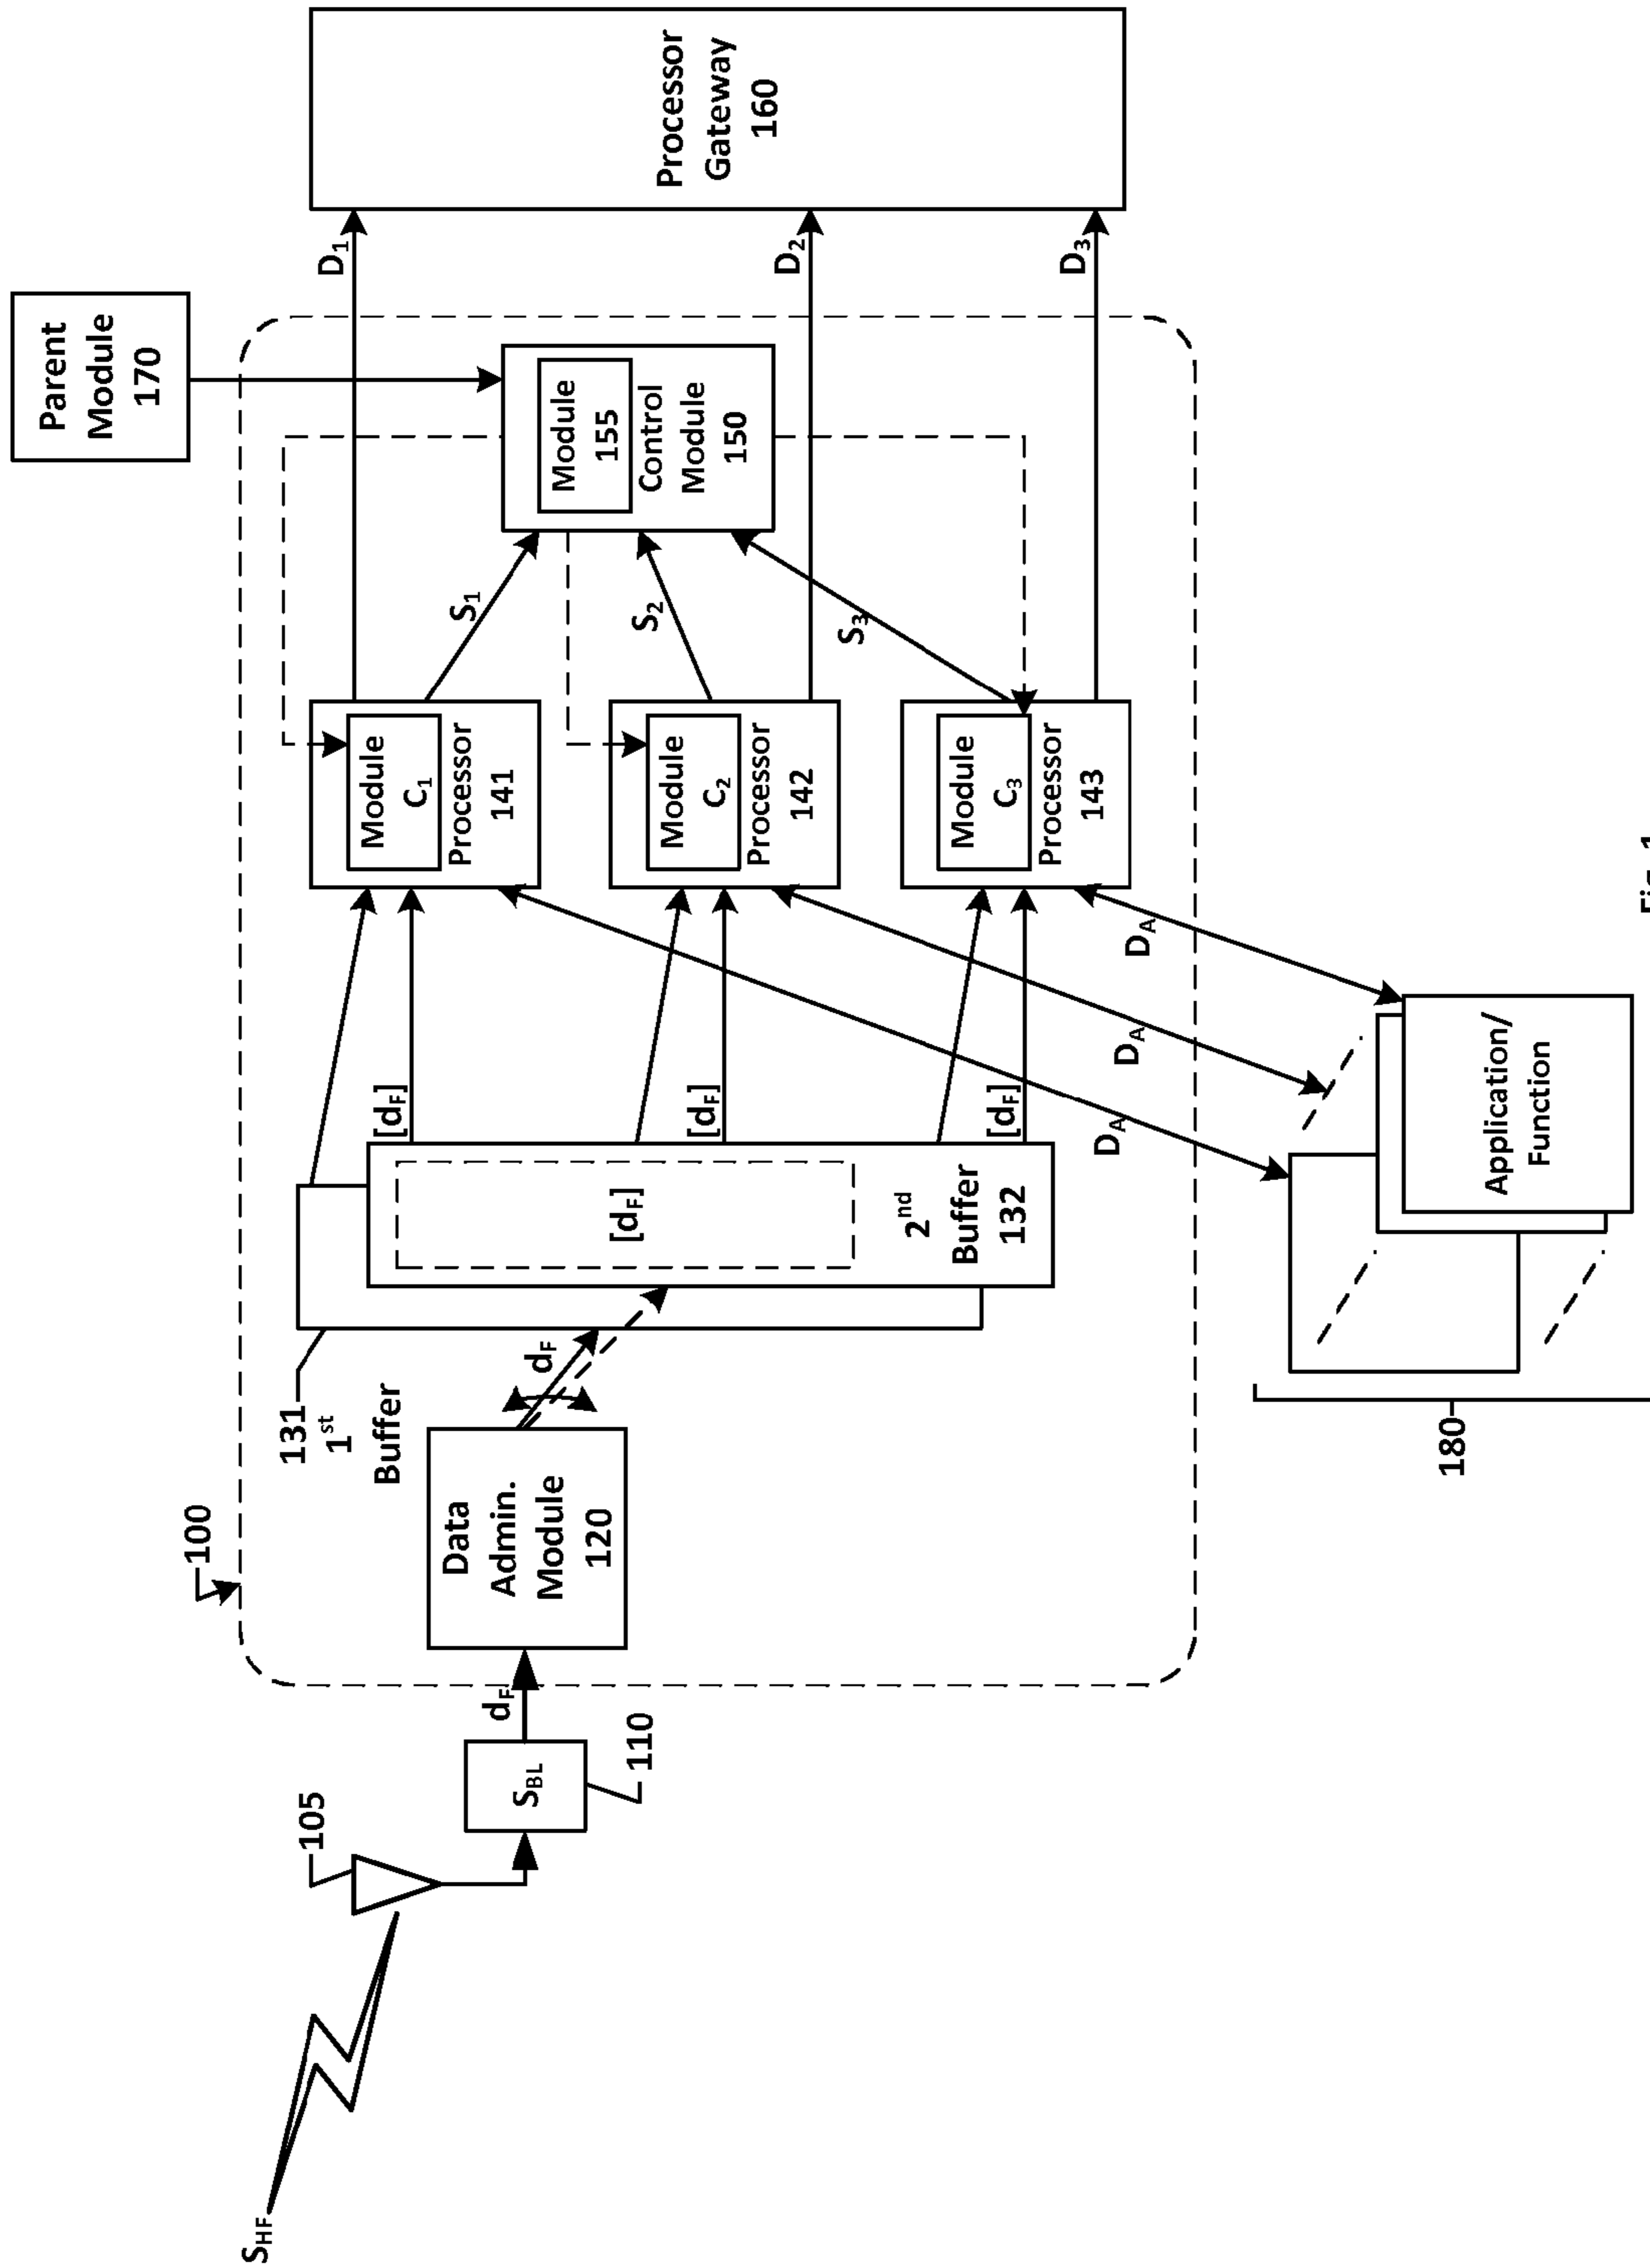 Parent
Module
170
Processor
Gateway
160
D₁
D₂
D₃
Module
155
Control
Module
150
S₁
S₂
S₃
Module
C₁
Processor
141
Module
C₂
Processor
142
Module
C₃
Processor
143
[dF]
[dF]
[dF]
[dF]
2nd
Buffer
132
131
1st
Buffer
dF
Data
Admin.
Module
120
100
dF
SBL
110
105
SHF
DA
DA
DA
Application/
Function
180